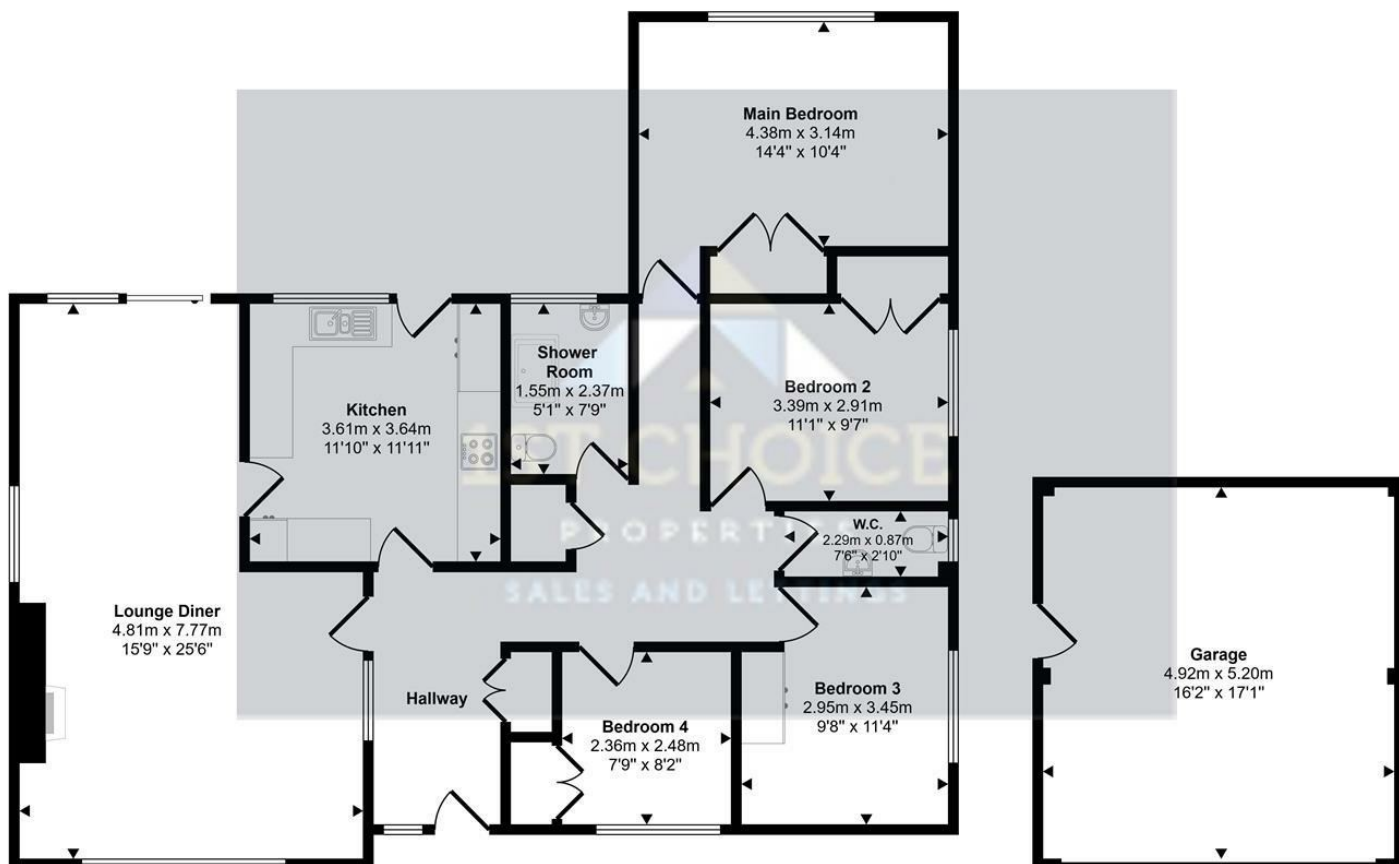 Main Bedroom
4.38m x 3.14m
14'4" x 10'4"
Shower
Room
1.55m x 2.37m
5'1" x 7'9"
Kitchen
3.61m x 3.64m
11'10" x 11'11"
Bedroom 2
3.39m x 2.91m
11'1" x 9'7"
1ST CHOICE
PROPERTIES
SALES AND LETTINGS
W.C.
2.29m x 0.87m
7'6" x 2'10"
Lounge Diner
4.81m x 7.77m
15'9" x 25'6"
Hallway
Bedroom 4
2.36m x 2.48m
7'9" x 8'2"
Bedroom 3
2.95m x 3.45m
9'8" x 11'4"
Garage
4.92m x 5.20m
16'2" x 17'1"